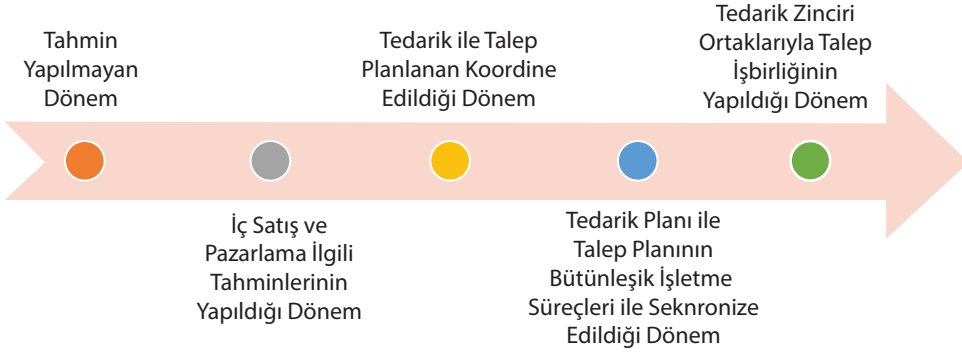 Tahmin
Yapılmayan
Dönem
İç Satış ve
Pazarlama İlgili
Tahminlerinin
Yapıldığı Dönem
Tedarik ile Talep
Planlanan Koordine
Edildiği Dönem
Tedarik Planı ile
Talep Planının
Bütünleşik İşletme
Süreçleri ile Seknronize
Edildiği Dönem
Tedarik Zinciri
Ortaklarıyla Talep
İşbirliğinin
Yapıldığı Dönem